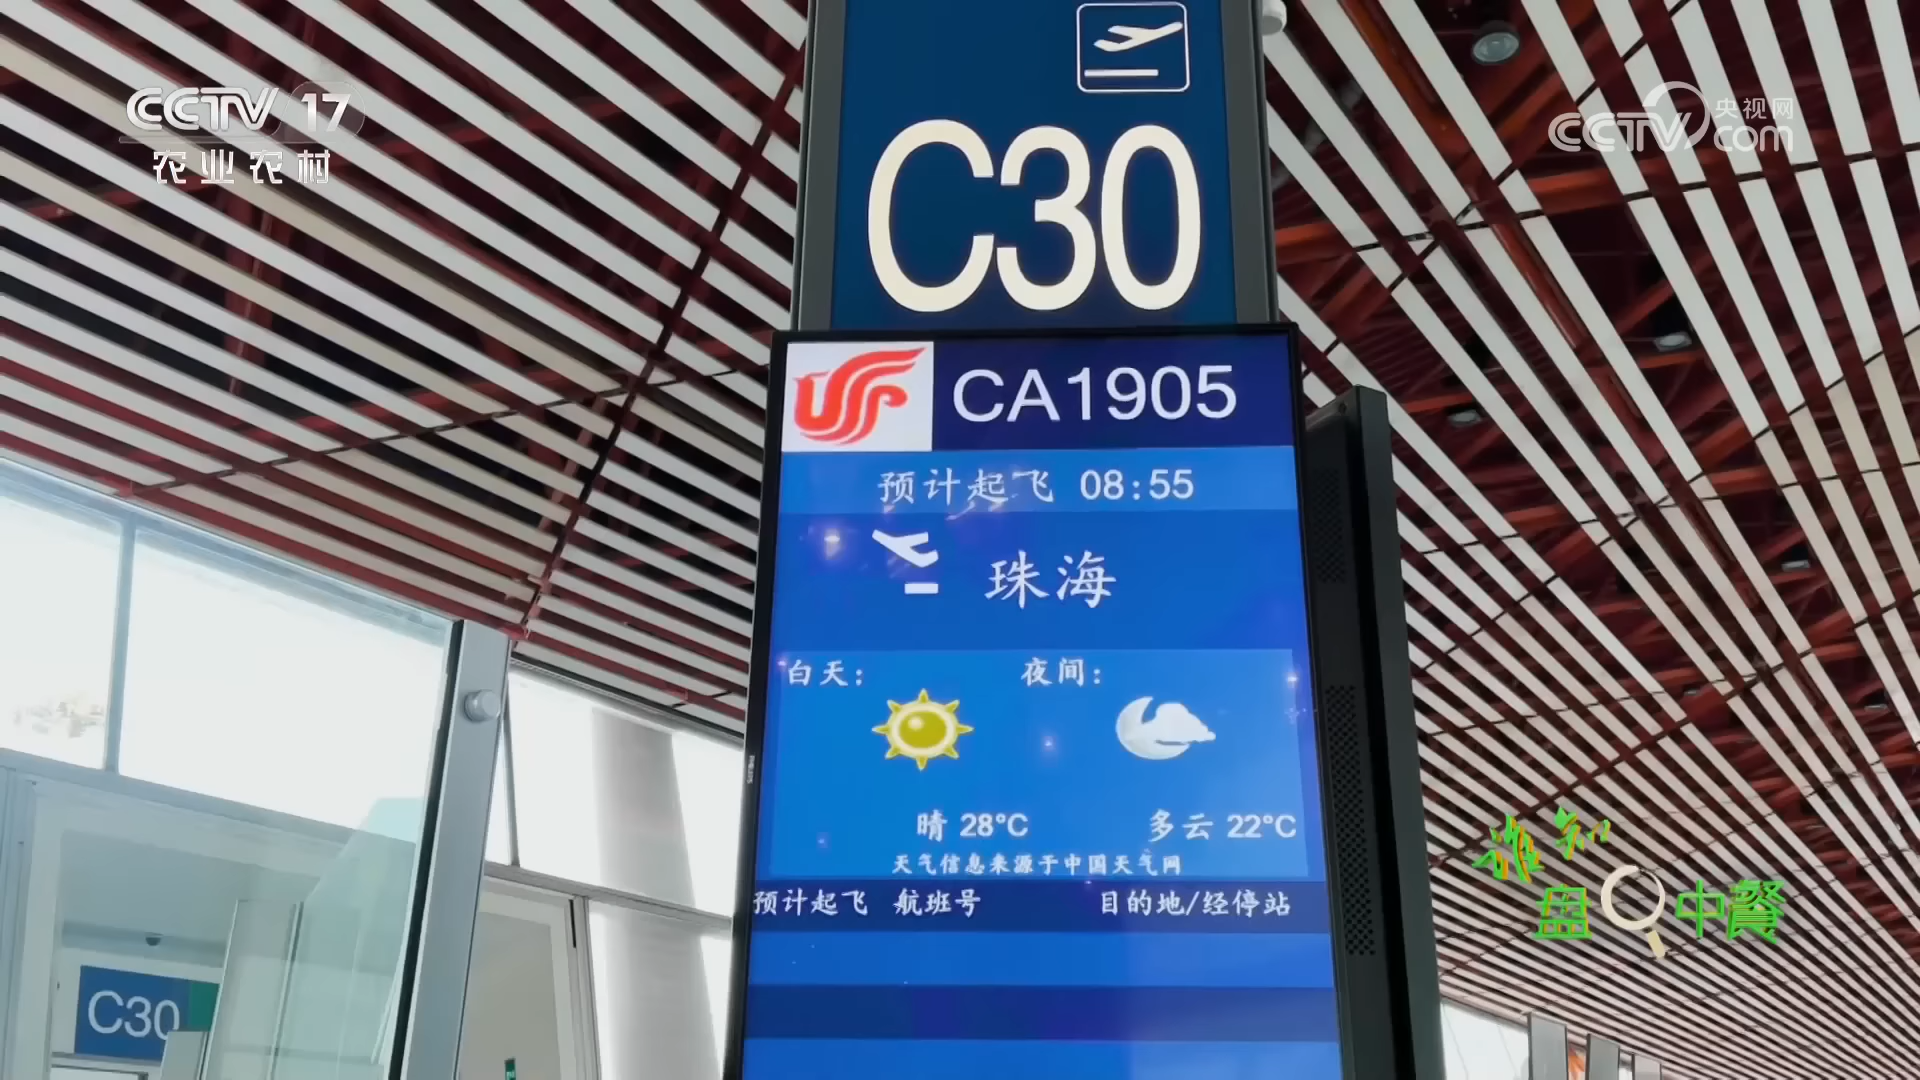 CCTV 17
农业农村
央视网
CCTV.com
C30
CA1905
预计起飞 08:55
珠海
白天: 夜间:
晴 28°C 多云 22°C
天气信息来源于中国天气网
预计起飞 航班号 目的地/经停站
C30
谁知
盘中餐